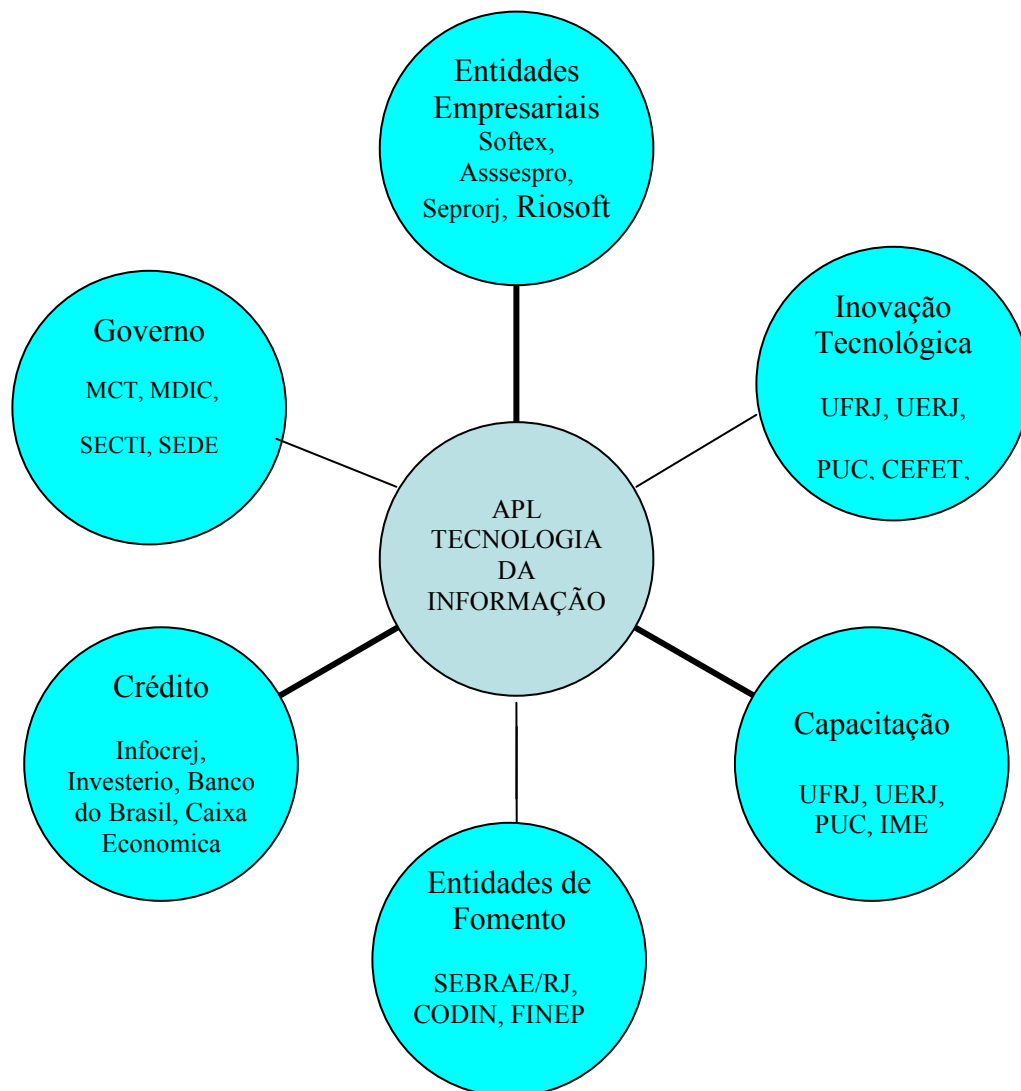 Entidades
Empresariais
Softex,
Asssespro,
Seprorj, Riosoft
Governo
MCT, MDIC,
SECTI, SEDE
Inovação
Tecnológica
UFRJ, UERJ,
PUC, CEFET,
APL
TECNOLOGIA
DA
INFORMAÇÃO
Crédito
Infocrej,
Investerio, Banco
do Brasil, Caixa
Economica
Capacitação
UFRJ, UERJ,
PUC, IME
Entidades de
Fomento
SEBRAE/RJ,
CODIN, FINEP